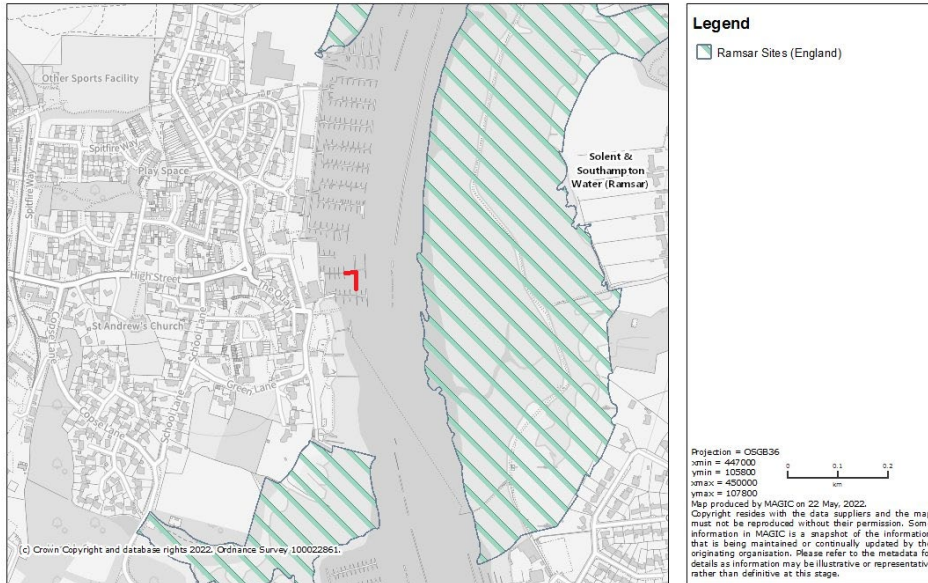 Other Sports Facility
Spitfire Way
Play Space
Spitfire Way
High Street
The Quay
St Andrew's Church
School Lane
Copse Lane
Green Lane
School Lane
Copse Lane
Solent &
Southampton
Water (Ramsar)
(c) Crown Copyright and database rights 2022. Ordnance Survey 100022861.
Legend
Ramsar Sites (England)
Projection = OSGB36
xmin = 447000
ymin = 105800
xmax = 450000
ymax = 107800
0 0.1 0.2
km
Map produced by MAGIC on 22 May, 2022.
Copyright resides with the data suppliers and the map
must not be reproduced without their permission. Som
information in MAGIC is a snapshot of the information
that is being maintained or continually updated by the
originating organisation. Please refer to the metadata fo
details as information may be illustrative or representativ
rather than definitive at this stage.